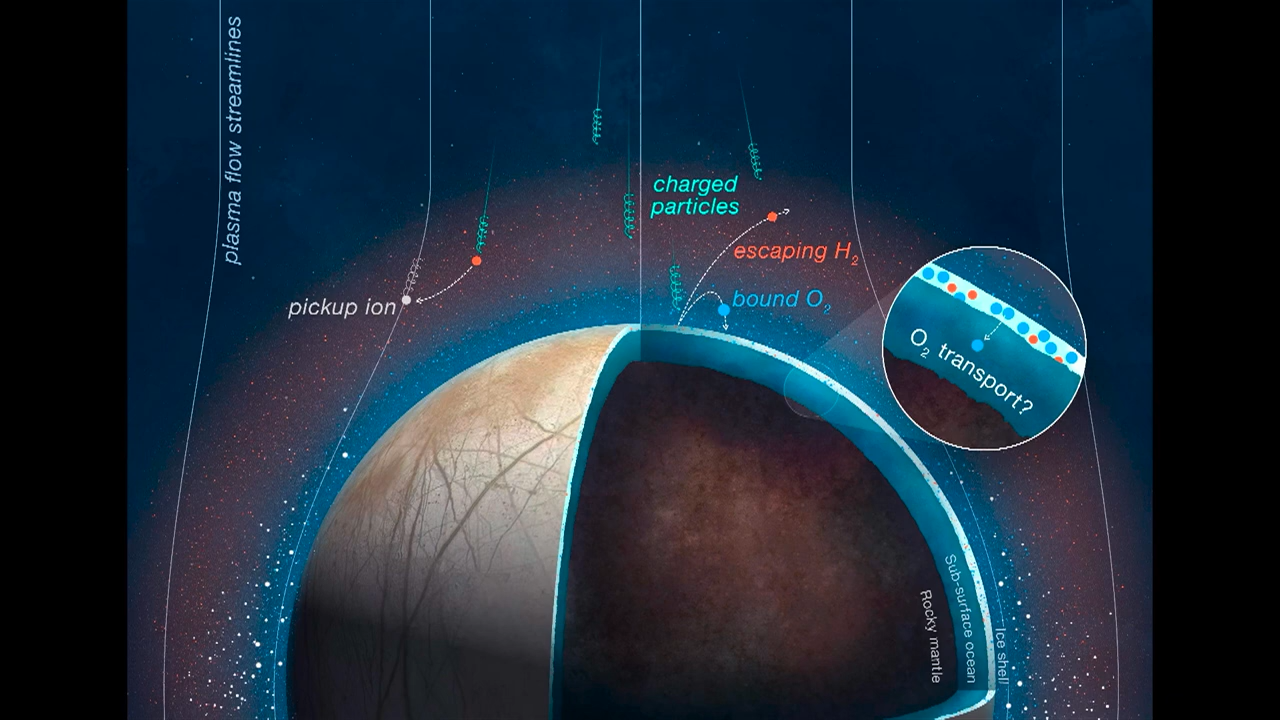 plasma flow streamlines
charged
particles
escaping H₂
pickup ion
bound O₂
O₂ transport?
Rocky mantle
Sub-surface ocean
Ice shell